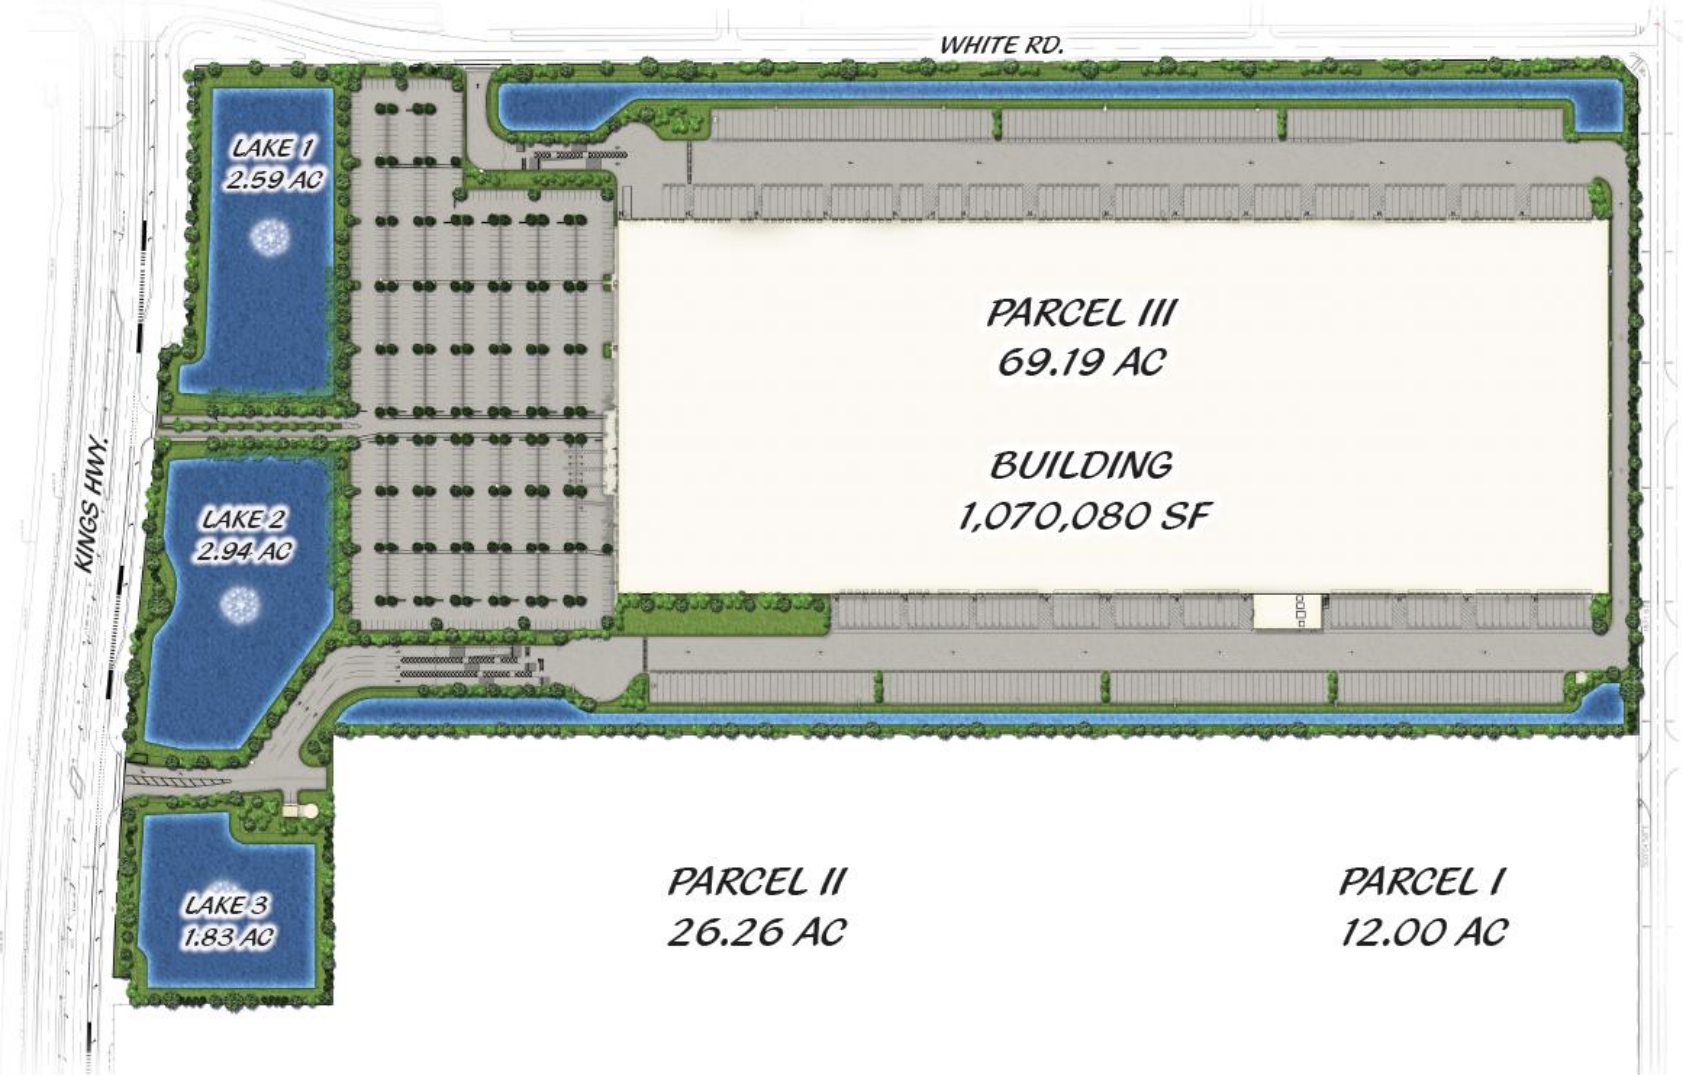 WHITE RD.
LAKE 1
2.59 AC
PARCEL III
69.19 AC
BUILDING
1,070,080 SF
KINGS HWY.
LAKE 2
2.94 AC
LAKE 3
1.83 AC
PARCEL II
26.26 AC
PARCEL I
12.00 AC